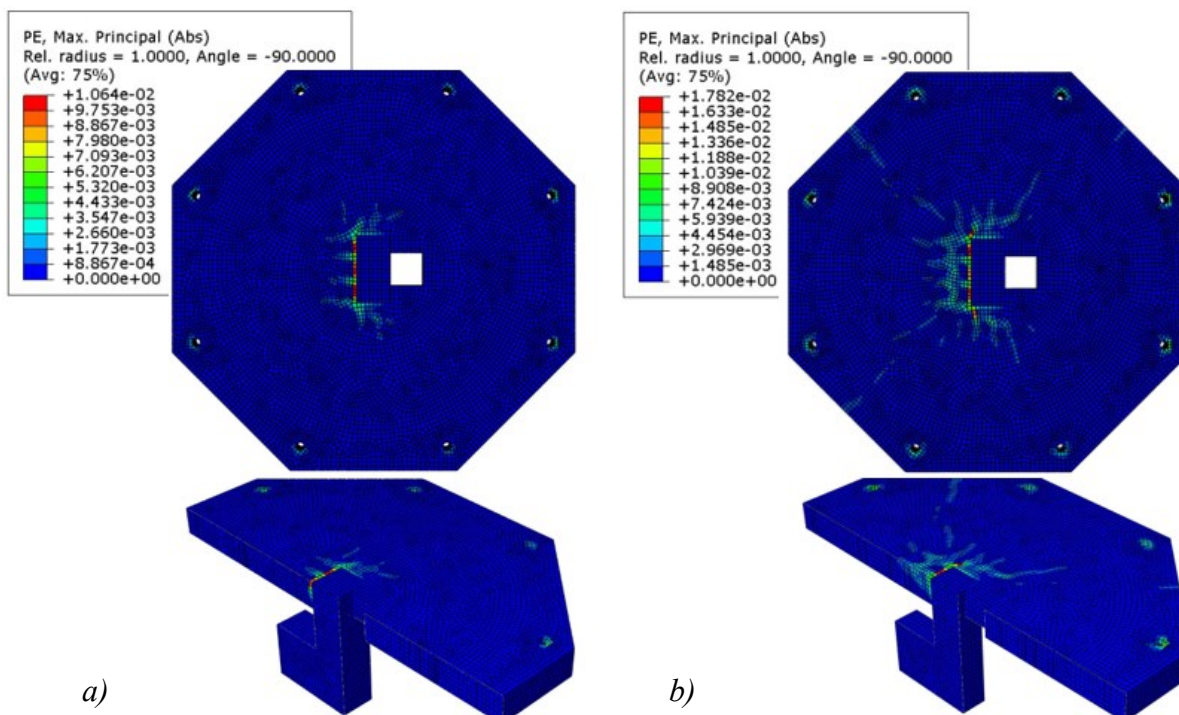 PE, Max. Principal (Abs)
Rel. radius = 1.0000, Angle = -90.0000
(Avg: 75%)
+1.064e-02
+9.753e-03
+8.867e-03
+7.980e-03
+7.093e-03
+6.207e-03
+5.320e-03
+4.433e-03
+3.547e-03
+2.660e-03
+1.773e-03
+8.867e-04
+0.000e+00
a)
PE, Max. Principal (Abs)
Rel. radius = 1.0000, Angle = -90.0000
(Avg: 75%)
+1.782e-02
+1.633e-02
+1.485e-02
+1.336e-02
+1.188e-02
+1.039e-02
+8.908e-03
+7.424e-03
+5.939e-03
+4.454e-03
+2.969e-03
+1.485e-03
+0.000e+00
b)